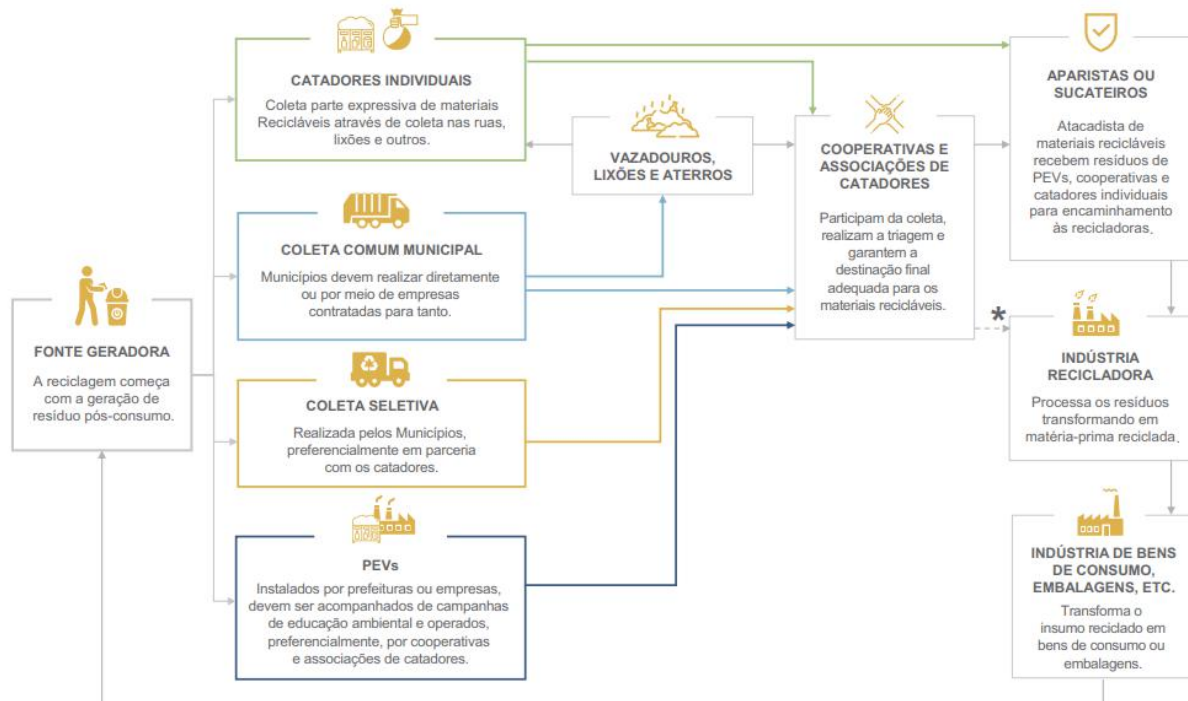 FONTE GERADORA
A reciclagem começa
com a geração de
resíduo pós-consumo.
CATADORES INDIVIDUAIS
Coleta parte expressiva de materiais
Recicláveis através de coleta nas ruas,
lixões e outros.
COLETA COMUM MUNICIPAL
Municípios devem realizar diretamente
ou por meio de empresas
contratadas para tanto.
COLETA SELETIVA
Realizada pelos Municípios,
preferencialmente em parceria
com os catadores.
PEVs
Instalados por prefeituras ou empresas,
devem ser acompanhados de campanhas
de educação ambiental e operados,
preferencialmente, por cooperativas
e associações de catadores.
VAZADOUROS,
LIXÕES E ATERROS
COOPERATIVAS E
ASSOCIAÇÕES DE
CATADORES
Participam da coleta,
realizam a triagem e
garantem a
destinação final
adequada para os
materiais recicláveis.
*
APARISTAS OU
SUCATEIROS
Atacadista de
materiais recicláveis
recebem resíduos de
PEVs, cooperativas e
catadores individuais
para encaminhamento
às recicladoras.
INDÚSTRIA
RECICLADORA
Processa os resíduos
transformando em
matéria-prima reciclada.
INDÚSTRIA DE BENS
DE CONSUMO,
EMBALAGENS, ETC.
Transforma o
insumo reciclado em
bens de consumo ou
embalagens.